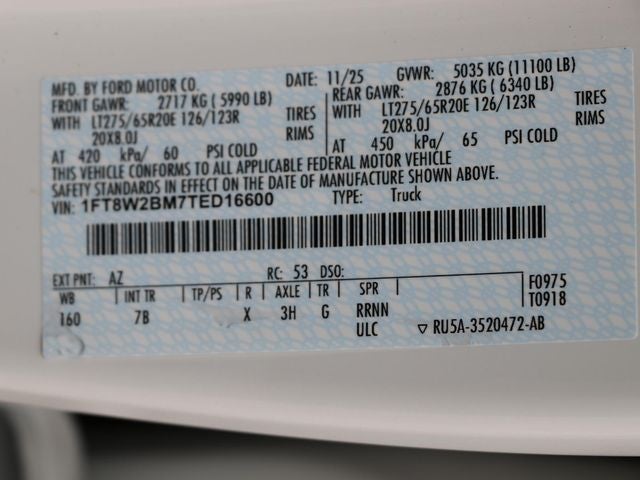 MFD. BY FORD MOTOR CO. DATE: 11/25 GVWR: 5035 KG (11100 LB)
FRONT GAWR: 2717 KG ( 5990 LB) REAR GAWR: 2876 KG ( 6340 LB)
WITH LT275/65R20E 126/123R TIRES WITH LT275/65R20E 126/123R TIRES
20X8.0J RIMS 20X8.0J RIMS
AT 420 kPa/ 60 PSI COLD AT 450 kPa/ 65 PSI COLD
THIS VEHICLE CONFORMS TO ALL APPLICABLE FEDERAL MOTOR VEHICLE
SAFETY STANDARDS IN EFFECT ON THE DATE OF MANUFACTURE SHOWN ABOVE.
VIN: 1FT8W2BM7TED16600 TYPE: Truck
EXT PNT: AZ RC: 53 DSO:
WB INT TR TP/PS R AXLE TR SPR F0975
160 7B X 3H G RRNN T0918
ULC RU5A-3520472-AB